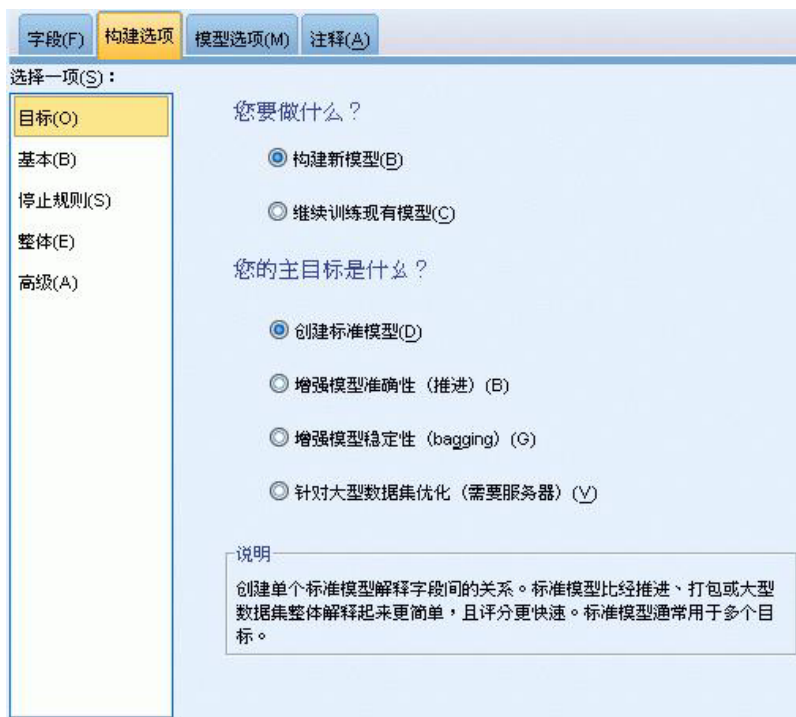 字段(F) 构建选项 模型选项(M) 注释(A)
选择一项(S)：
目标(O)
基本(B)
停止规则(S)
整体(E)
高级(A)
您要做什么？
构建新模型(B)
继续训练现有模型(C)
您的主目标是什么？
创建标准模型(D)
增强模型准确性（推进）(B)
增强模型稳定性（bagging）(G)
针对大型数据集优化（需要服务器）(V)
说明
创建单个标准模型解释字段间的关系。标准模型比经推进、打包或大型
数据集整体解释起来更简单，且评分更快速。标准模型通常用于多个目
标。